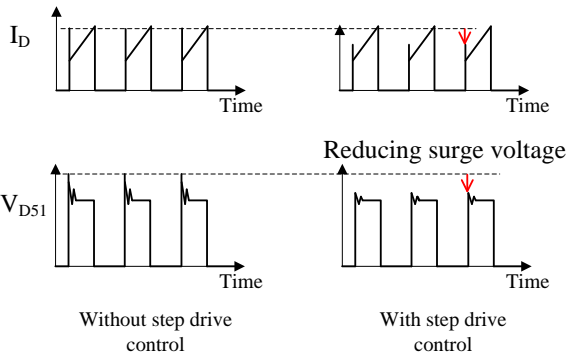 I_D
Time
Time
Reducing surge voltage
V_D51
Time
Time
Without step drive
control
With step drive
control